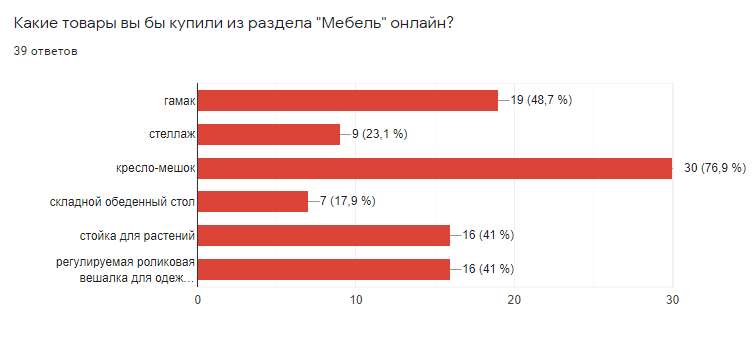 Какие товары вы бы купили из раздела "Мебель" онлайн?
39 ответов
гамак
19 (48,7 %)
стеллаж
9 (23,1 %)
кресло-мешок
30 (76,9 %)
складной обеденный стол
7 (17,9 %)
стойка для растений
16 (41 %)
регулируемая роликовая
вешалка для одеж…
16 (41 %)
0 10 20 30